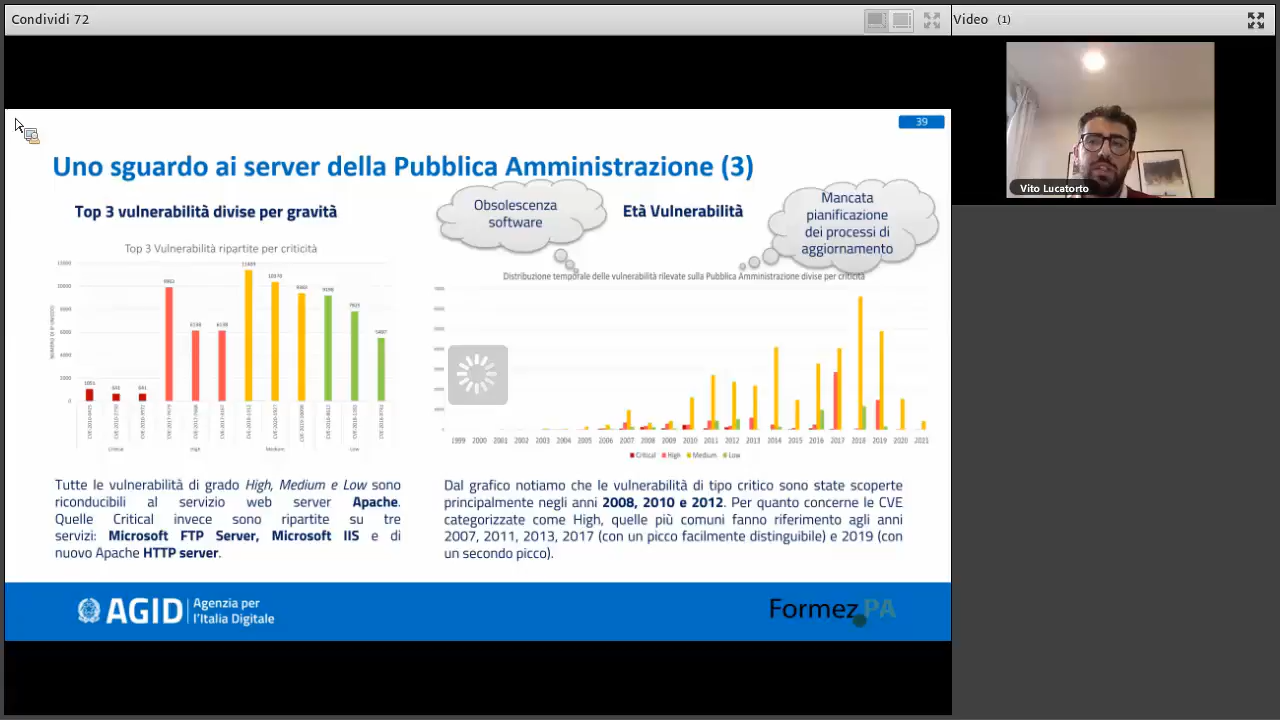 Condividi 72
Video (1)
Vito Lucatorto
39
Uno sguardo ai server della Pubblica Amministrazione (3)
Top 3 vulnerabilità divise per gravità
Obsolescenza
software
Età Vulnerabilità
Mancata
pianificazione
dei processi di
aggiornamento
Top 3 Vulnerabilità ripartite per criticità
Critical High Medium Low
Distribuzione temporale delle vulnerabilità rilevate sulla Pubblica Amministrazione divise per criticità
1999 2000 2001 2002 2003 2004 2005 2006 2007 2008 2009 2010 2011 2012 2013 2014 2015 2016 2017 2018 2019 2020 2021
Critical High Medium Low
Tutte le vulnerabilità di grado High, Medium e Low sono
riconducibili al servizio web server Apache.
Quelle Critical invece sono ripartite su tre
servizi: Microsoft FTP Server, Microsoft IIS e di
nuovo Apache HTTP server.
Dal grafico notiamo che le vulnerabilità di tipo critico sono state scoperte
principalmente negli anni 2008, 2010 e 2012. Per quanto concerne le CVE
categorizzate come High, quelle più comuni fanno riferimento agli anni
2007, 2011, 2013, 2017 (con un picco facilmente distinguibile) e 2019 (con
un secondo picco).
AGID
Agenzia per
l'Italia Digitale
Formez PA